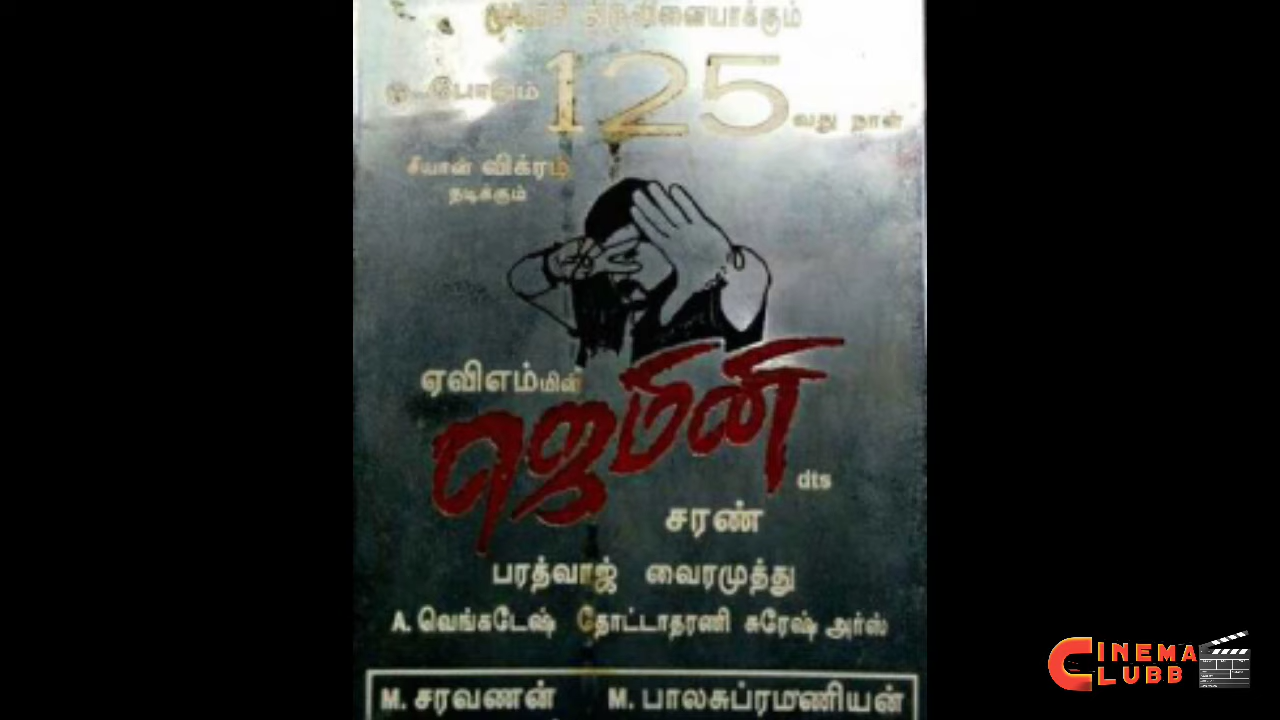 125
வது நாள்
சீயான் விக்ரம்
நடிக்கும்
ஏவிஎம்மின்
ஜெமினி
dts
சரண்
பரத்வாஜ் வைரமுத்து
A. வெங்கடேஷ் தோட்டாதரணி சுரேஷ் அர்ஸ்
M. சரவணன் M. பாலசுப்ரமணியன்
CINEMA
CLUBB